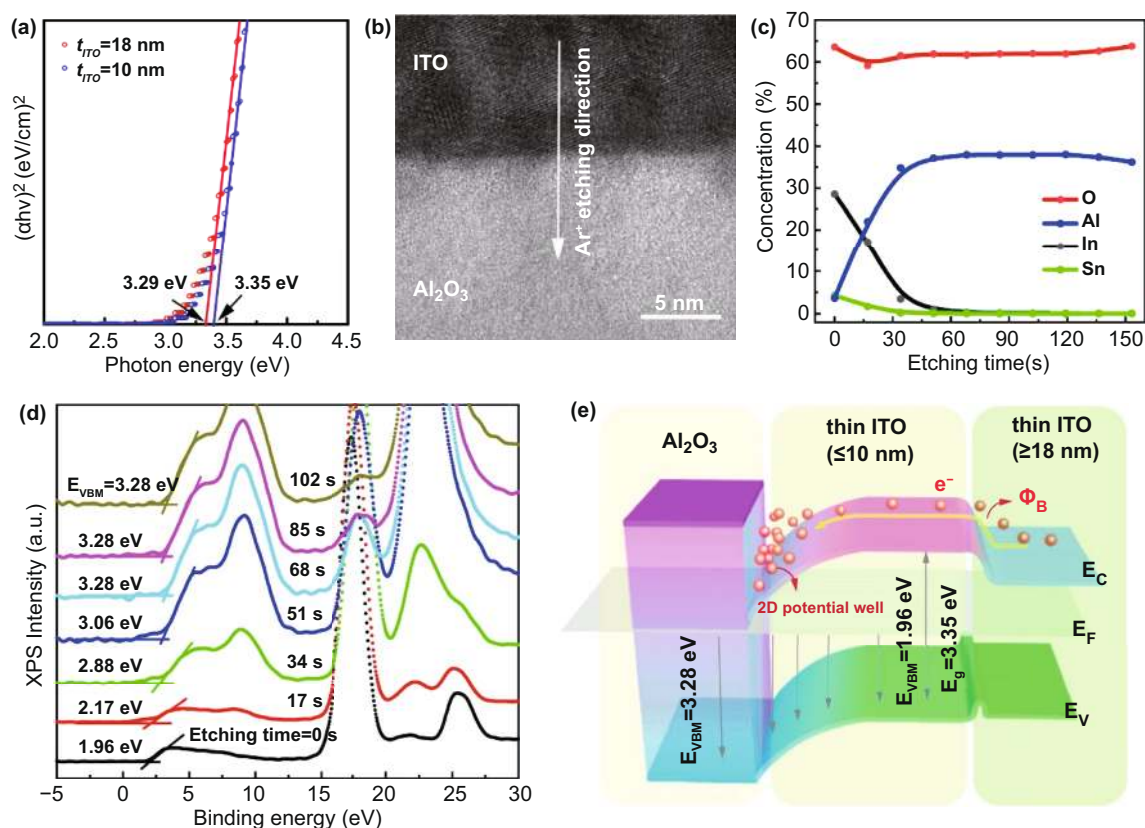 (a)
t_ITO=18 nm
t_ITO=10 nm
(αhv)² (eV/cm)²
3.29 eV
3.35 eV
2.0 2.5 3.0 3.5 4.0 4.5
Photon energy (eV)
(b)
ITO
Ar⁺ etching direction
Al₂O₃
5 nm
(c)
Concentration (%)
70
60
50
40
30
20
10
0
O
Al
In
Sn
0 30 60 90 120 150
Etching time(s)
(d)
XPS Intensity (a.u.)
E_VBM=3.28 eV
102 s
3.28 eV
85 s
3.28 eV
68 s
3.06 eV
51 s
2.88 eV
34 s
2.17 eV
17 s
1.96 eV
Etching time=0 s
−5 0 5 10 15 20 25 30
Binding energy (eV)
(e)
Al₂O₃
thin ITO
(≤10 nm)
thin ITO
(≥18 nm)
e⁻
Φ_B
E_C
2D potential well
E_F
E_VBM=3.28 eV
E_VBM=1.96 eV
E_g=3.35 eV
E_V